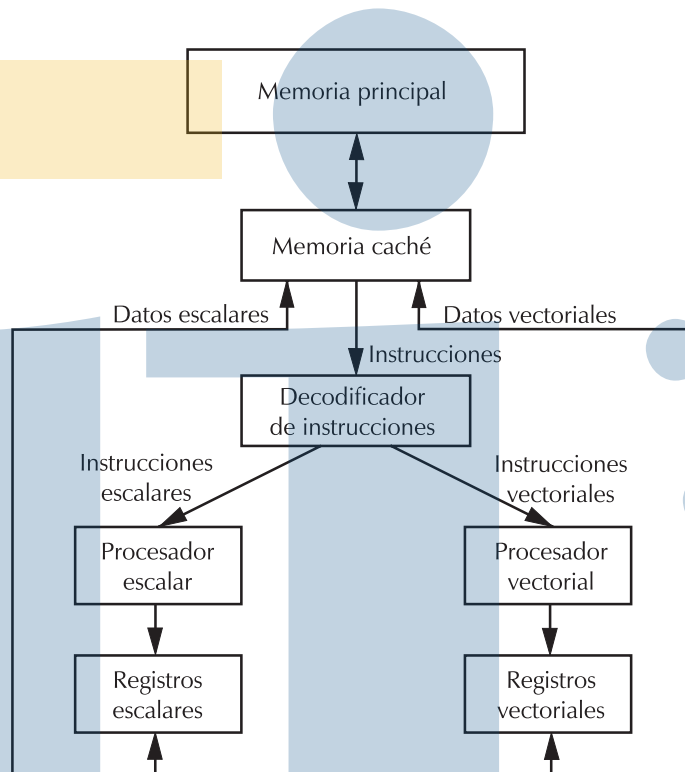 Memoria principal
Memoria caché
Datos escalares
Datos vectoriales
Instrucciones
Decodificador
de instrucciones
Instrucciones
escalares
Instrucciones
vectoriales
Procesador
escalar
Procesador
vectorial
Registros
escalares
Registros
vectoriales